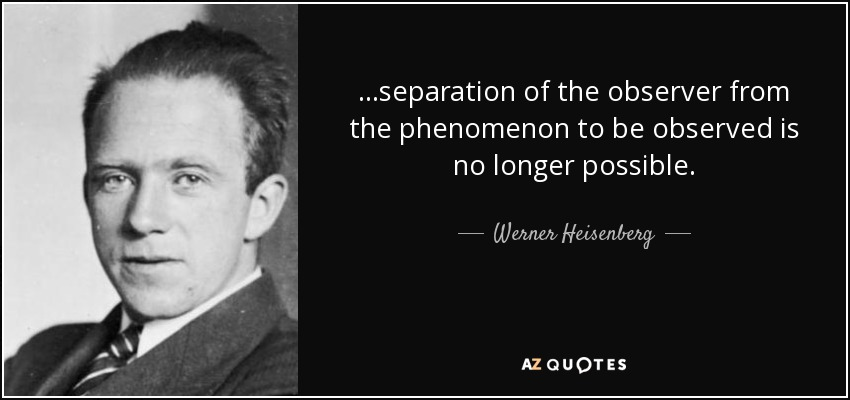 ...separation of the observer from
the phenomenon to be observed is
no longer possible.
Werner Heisenberg
AZ QUOTES